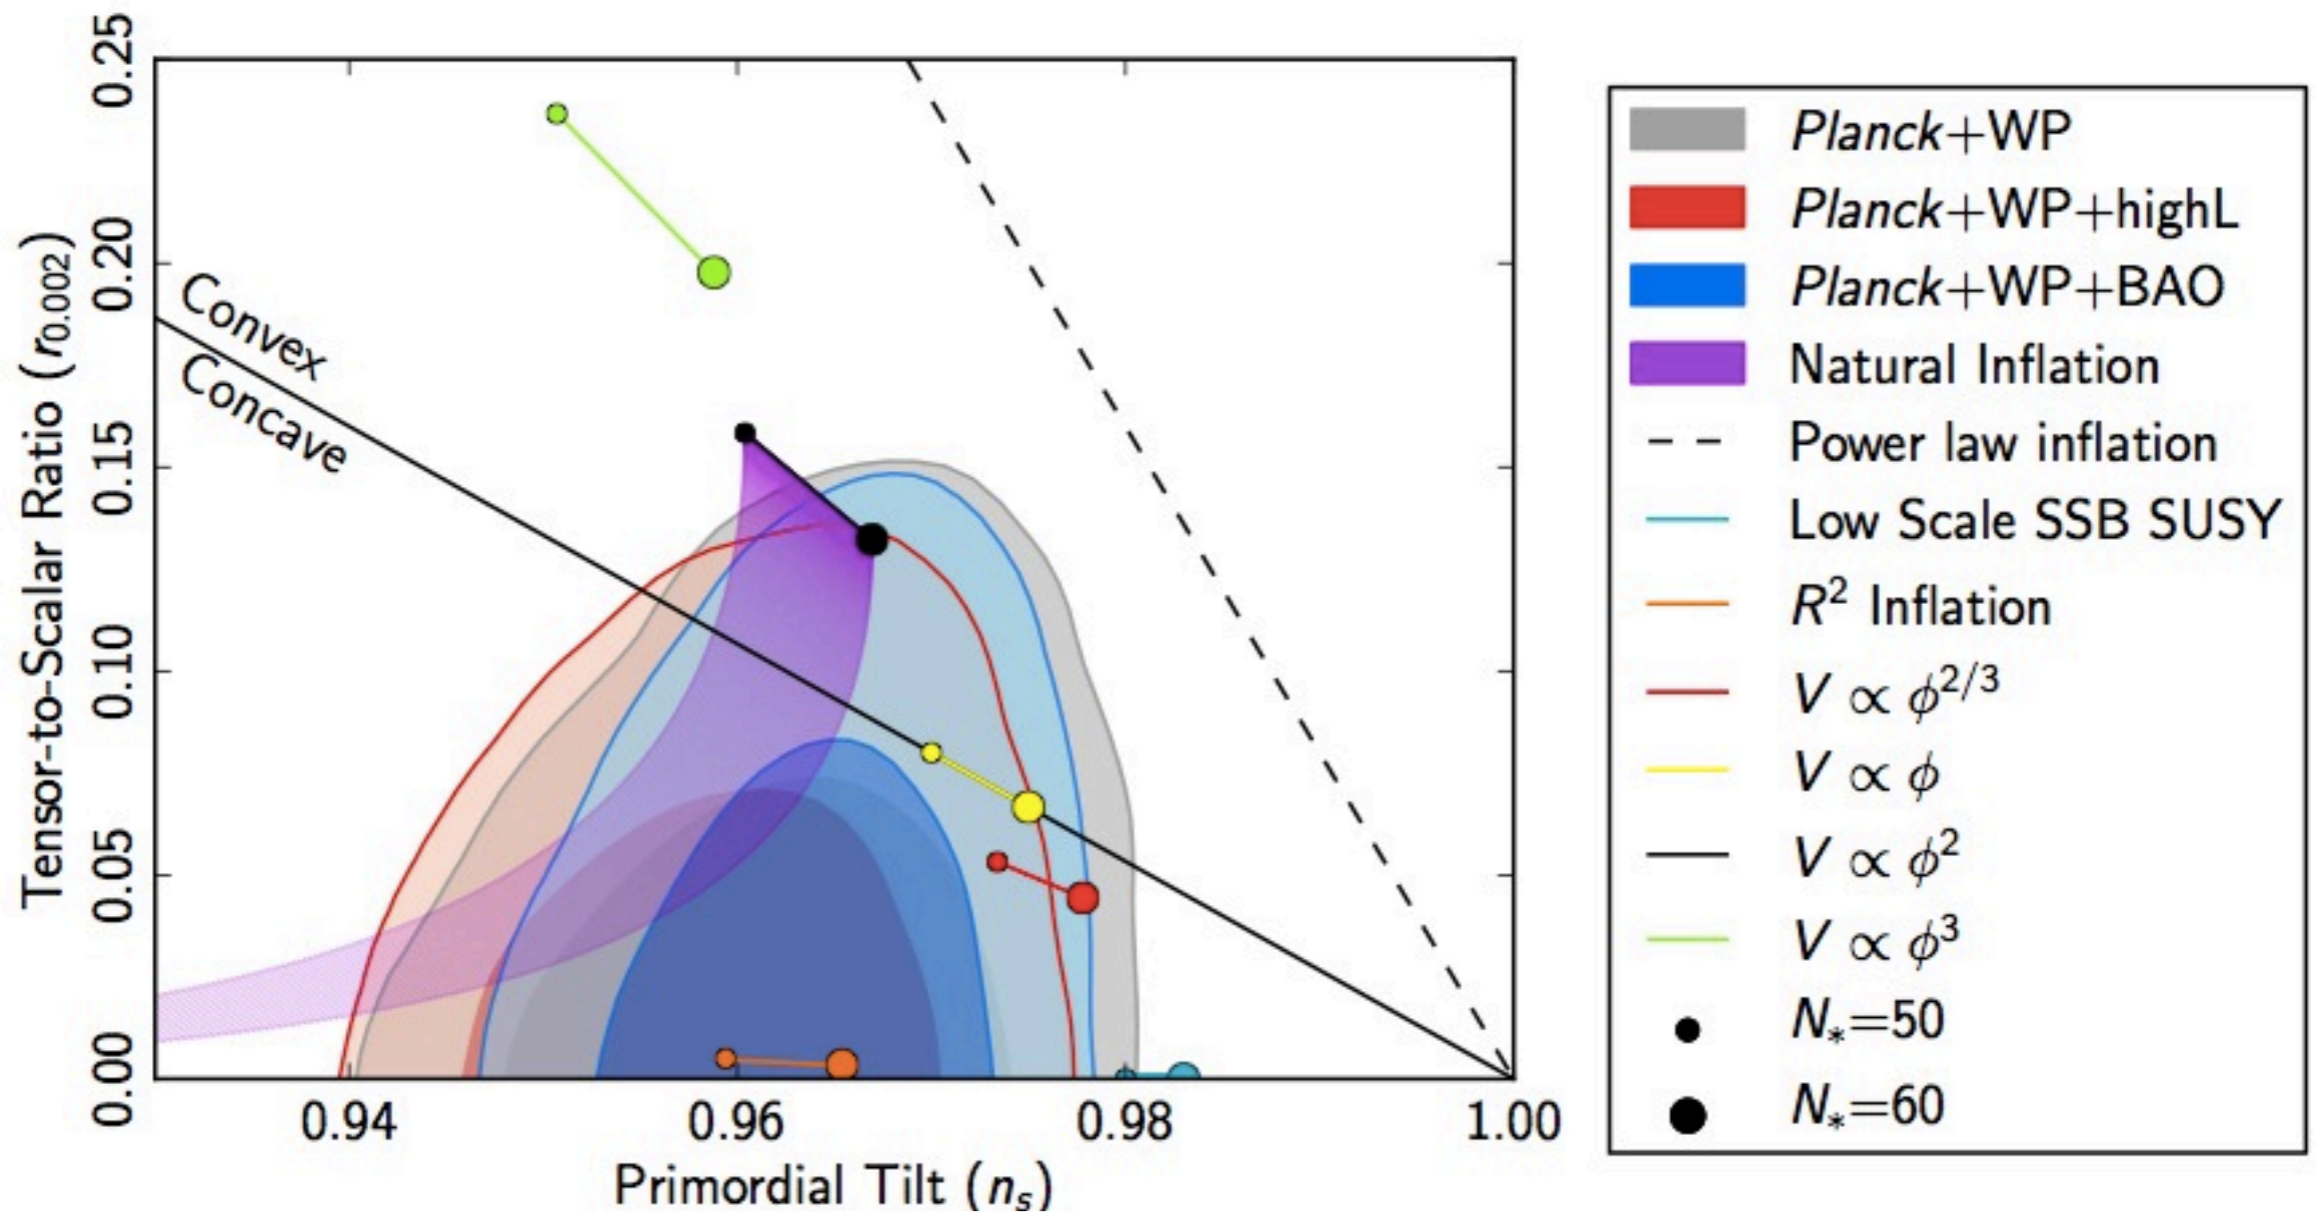 0.25
0.20
0.15
0.10
0.05
0.00
Tensor-to-Scalar Ratio (r0.002)
Convex
Concave
0.94 0.96 0.98 1.00
Primordial Tilt (ns)
Planck+WP
Planck+WP+highL
Planck+WP+BAO
Natural Inflation
Power law inflation
Low Scale SSB SUSY
R² Inflation
V ∝ ϕ^{2/3}
V ∝ ϕ
V ∝ ϕ²
V ∝ ϕ³
N*=50
N*=60